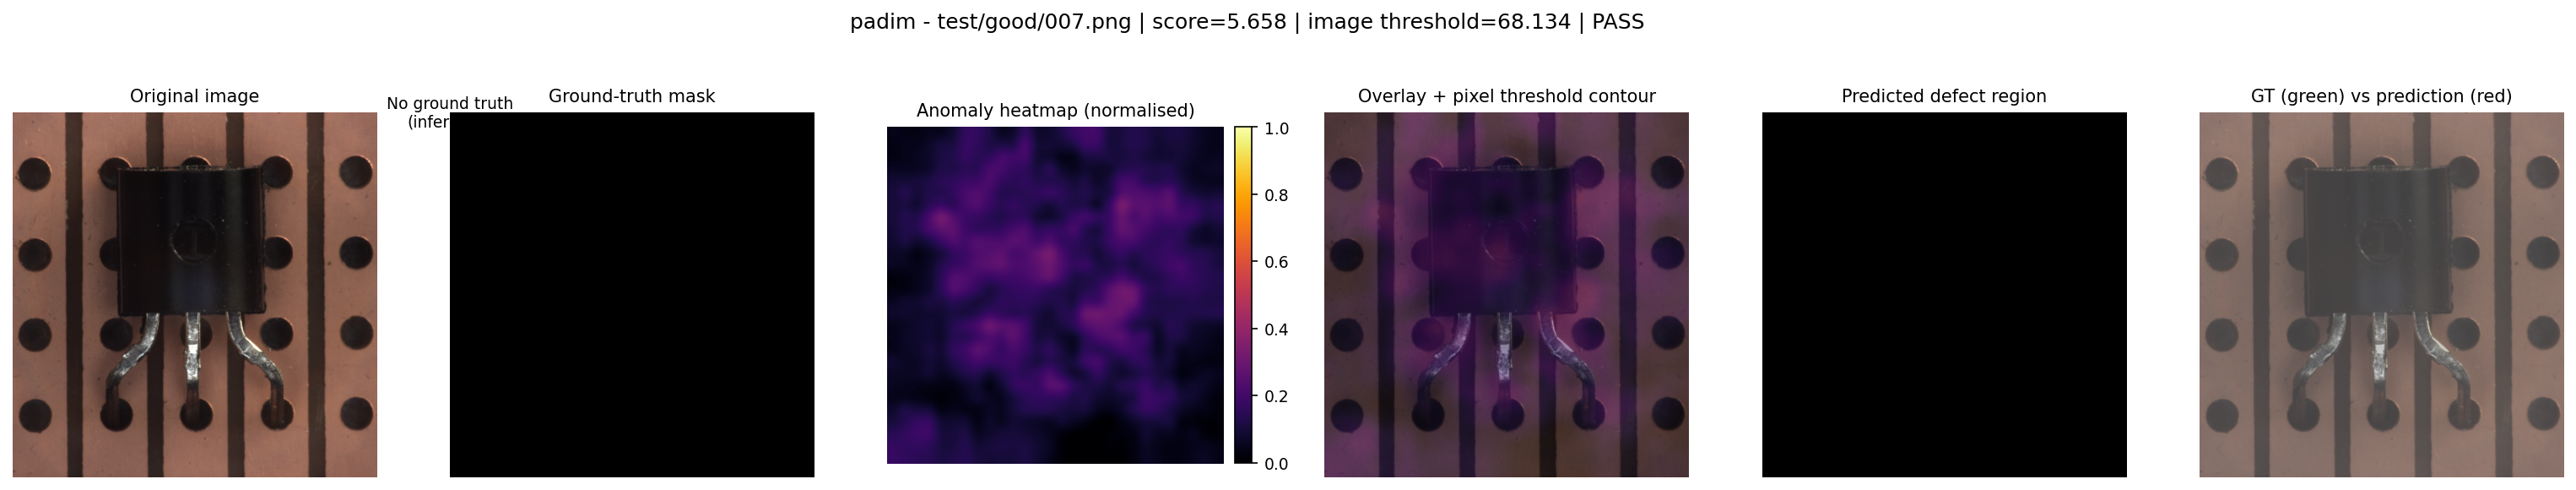 padim - test/good/007.png | score=5.658 | image threshold=68.134 | PASS
Original image
No ground truth
(infer
Ground-truth mask
Anomaly heatmap (normalised)
1.0
0.8
0.6
0.4
0.2
0.0
Overlay + pixel threshold contour
Predicted defect region
GT (green) vs prediction (red)